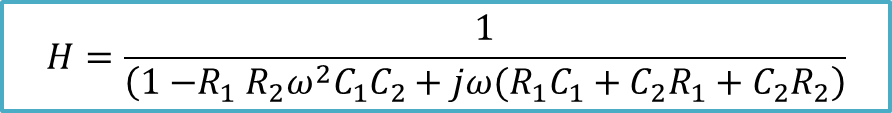 H = 1 / (1 −R₁ R₂ω²C₁C₂ + jω(R₁C₁ + C₂R₁ + C₂R₂)